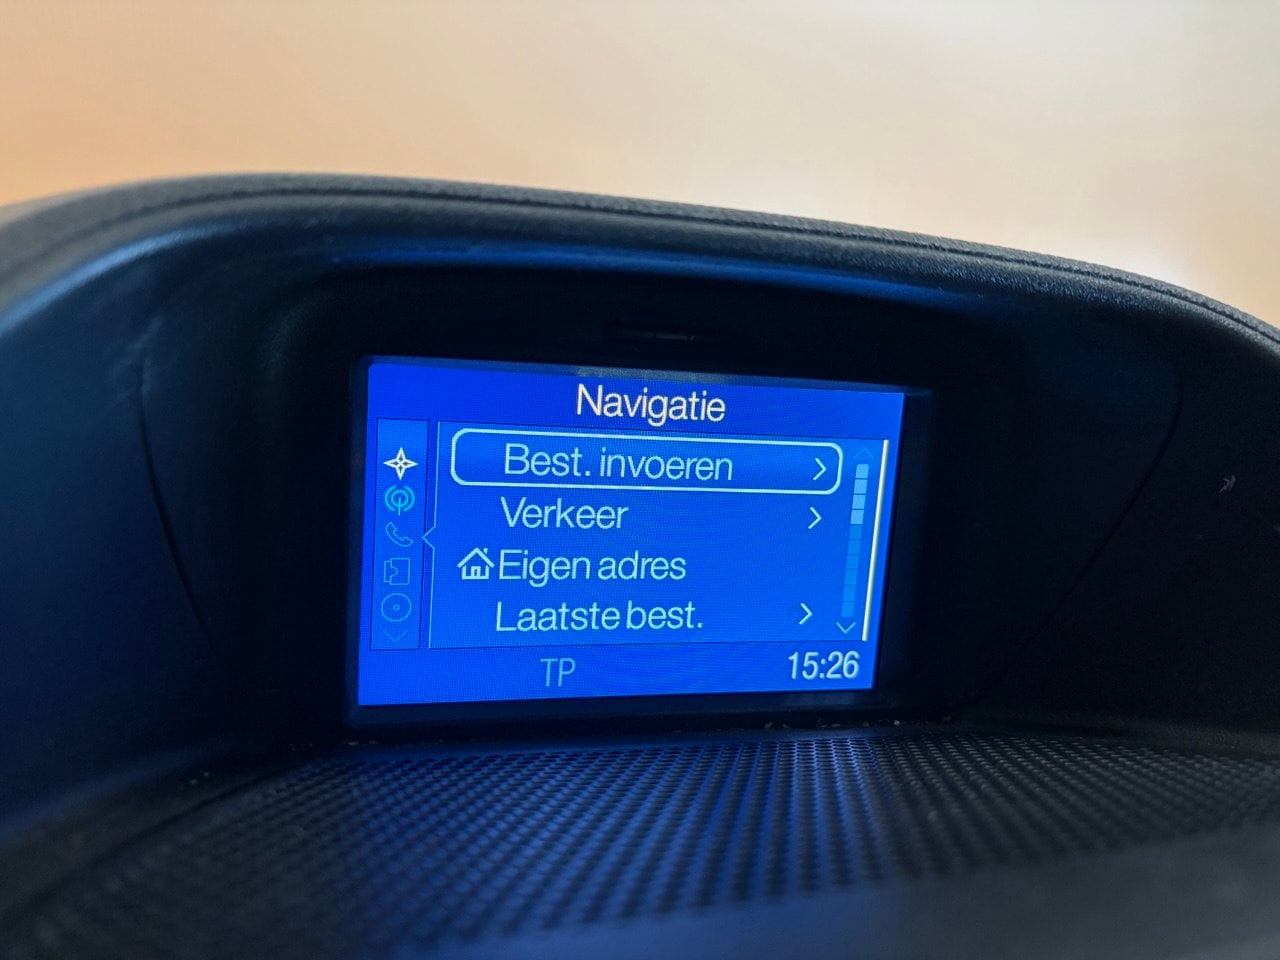 Navigatie
Best. invoeren
Verkeer
Eigen adres
Laatste best.
TP
15:26